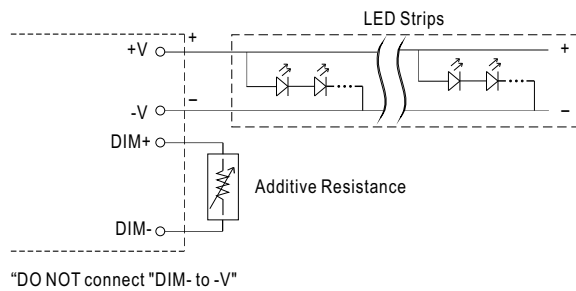 LED Strips
+V
+
+
-V
−
−
DIM+
Additive Resistance
DIM-
“DO NOT connect "DIM- to -V"